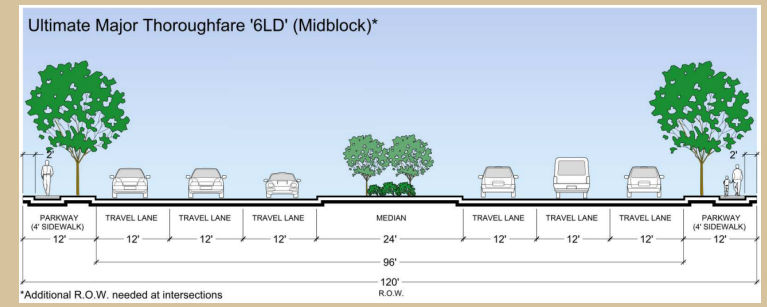 Ultimate Major Thoroughfare '6LD' (Midblock)*
2'
2'
PARKWAY
(4' SIDEWALK)
TRAVEL LANE
TRAVEL LANE
TRAVEL LANE
MEDIAN
TRAVEL LANE
TRAVEL LANE
TRAVEL LANE
PARKWAY
(4' SIDEWALK)
12'
12'
12'
12'
24'
12'
12'
12'
12'
96'
120'
R.O.W.
*Additional R.O.W. needed at intersections